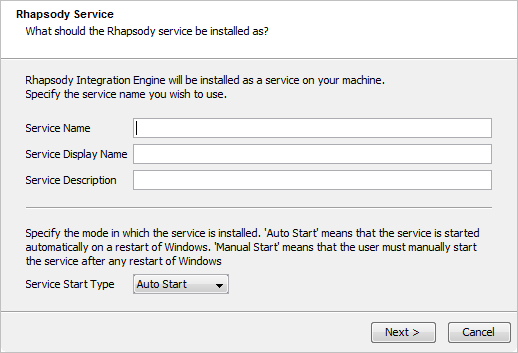 Rhapsody Service
What should the Rhapsody service be installed as?
Rhapsody Integration Engine will be installed as a service on your machine.
Specify the service name you wish to use.
Service Name
Service Display Name
Service Description
Specify the mode in which the service is installed. 'Auto Start' means that the service is started
automatically on a restart of Windows. 'Manual Start' means that the user must manually start
the service after any restart of Windows
Service Start Type Auto Start
Next > Cancel